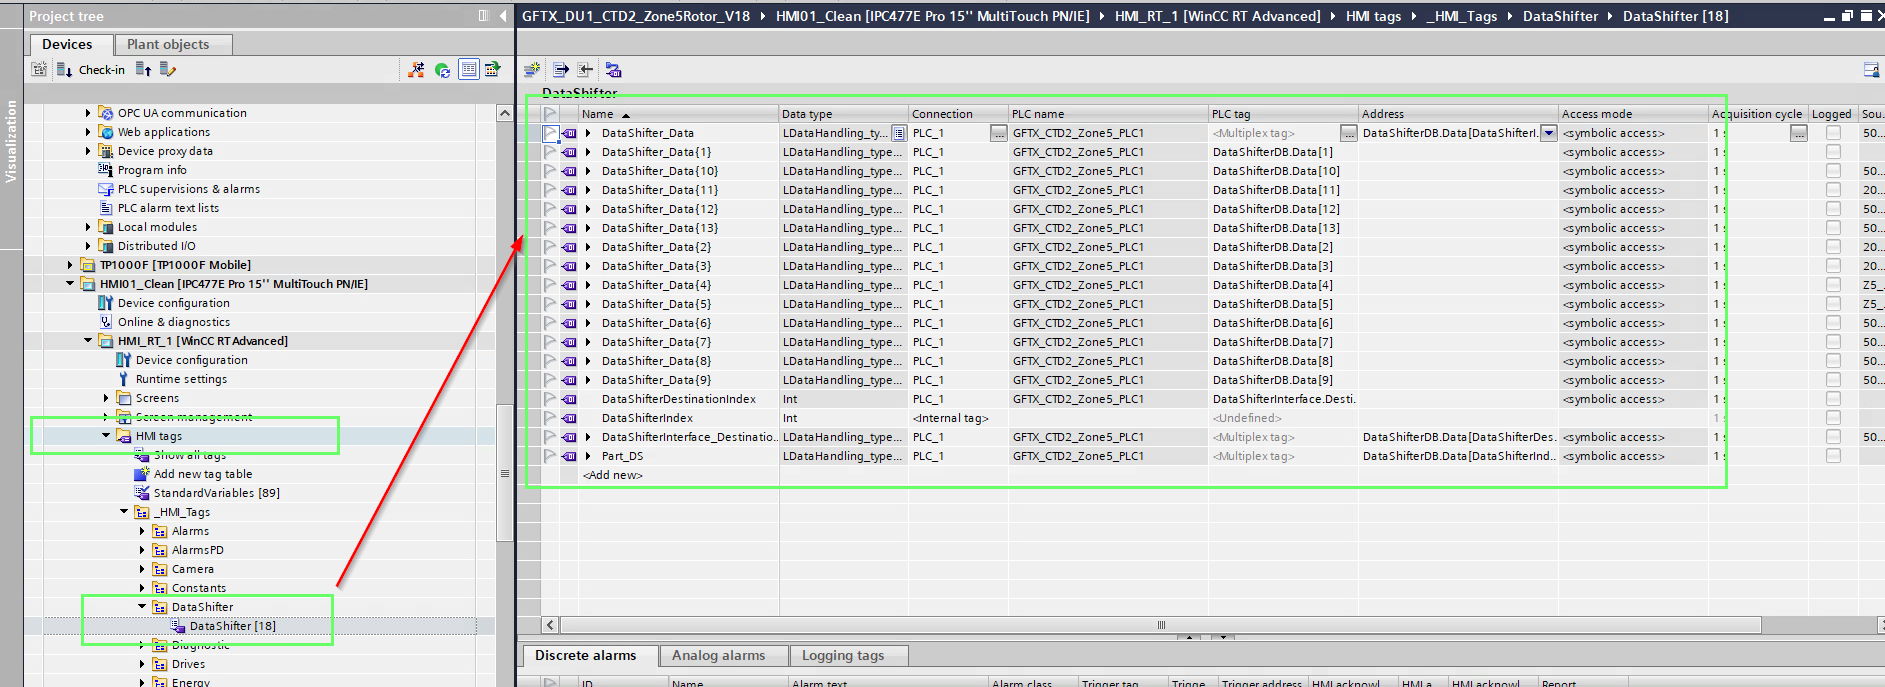 Project tree
GFTX_DU1_CTD2_Zone5Rotor_V18 HMI01_Clean [IPC477E Pro 15'' MultiTouch PN/IE] HMI_RT_1 [WinCC RT Advanced] HMI tags _HMI_Tags DataShifter DataShifter [18]
Devices Plant objects
Check-in
Visualization
OPC UA communication
Web applications
Device proxy data
Program info
PLC supervisions & alarms
PLC alarm text lists
Local modules
Distributed I/O
TP1000F [TP1000F Mobile]
HMI01_Clean [IPC477E Pro 15'' MultiTouch PN/IE]
Device configuration
Online & diagnostics
HMI_RT_1 [WinCC RT Advanced]
Device configuration
Runtime settings
Screens
Screen management
HMI tags
Show all tags
Add new tag table
StandardVariables [89]
_HMI_Tags
Alarms
AlarmsPD
Camera
Constants
DataShifter
DataShifter [18]
Diagnostic
Drives
Energy
DataShifter
Name Data type Connection PLC name PLC tag Address Access mode Acquisition cycle Logged Sou...
DataShifter_Data LDataHandling_ty... PLC_1 ... GFTX_CTD2_Zone5_PLC1 <Multiplex tag> ... DataShifterDB.Data[DataShifterI. <symbolic access> 1 s ... 50...
DataShifter_Data{1} LDataHandling_type... PLC_1 GFTX_CTD2_Zone5_PLC1 DataShifterDB.Data[1] <symbolic access> 1 s
DataShifter_Data{10} LDataHandling_type... PLC_1 GFTX_CTD2_Zone5_PLC1 DataShifterDB.Data[10] <symbolic access> 1 s 50...
DataShifter_Data{11} LDataHandling_type... PLC_1 GFTX_CTD2_Zone5_PLC1 DataShifterDB.Data[11] <symbolic access> 1 s 20...
DataShifter_Data{12} LDataHandling_type... PLC_1 GFTX_CTD2_Zone5_PLC1 DataShifterDB.Data[12] <symbolic access> 1 s 50...
DataShifter_Data{13} LDataHandling_type... PLC_1 GFTX_CTD2_Zone5_PLC1 DataShifterDB.Data[13] <symbolic access> 1 s 50...
DataShifter_Data{2} LDataHandling_type... PLC_1 GFTX_CTD2_Zone5_PLC1 DataShifterDB.Data[2] <symbolic access> 1 s 20...
DataShifter_Data{3} LDataHandling_type... PLC_1 GFTX_CTD2_Zone5_PLC1 DataShifterDB.Data[3] <symbolic access> 1 s 20...
DataShifter_Data{4} LDataHandling_type... PLC_1 GFTX_CTD2_Zone5_PLC1 DataShifterDB.Data[4] <symbolic access> 1 s Z5_..
DataShifter_Data{5} LDataHandling_type... PLC_1 GFTX_CTD2_Zone5_PLC1 DataShifterDB.Data[5] <symbolic access> 1 s Z5_..
DataShifter_Data{6} LDataHandling_type... PLC_1 GFTX_CTD2_Zone5_PLC1 DataShifterDB.Data[6] <symbolic access> 1 s 50...
DataShifter_Data{7} LDataHandling_type... PLC_1 GFTX_CTD2_Zone5_PLC1 DataShifterDB.Data[7] <symbolic access> 1 s 50...
DataShifter_Data{8} LDataHandling_type... PLC_1 GFTX_CTD2_Zone5_PLC1 DataShifterDB.Data[8] <symbolic access> 1 s 50...
DataShifter_Data{9} LDataHandling_type... PLC_1 GFTX_CTD2_Zone5_PLC1 DataShifterDB.Data[9] <symbolic access> 1 s 50...
DataShifterDestinationIndex Int PLC_1 GFTX_CTD2_Zone5_PLC1 DataShifterInterface.Desti. <symbolic access> 1 s
DataShifterIndex Int <Internal tag> <Undefined> 1 s
DataShifterInterface_Destinatio... LDataHandling_type... PLC_1 GFTX_CTD2_Zone5_PLC1 <Multiplex tag> DataShifterDB.Data[DataShifterDes.. <symbolic access> 1 s 50...
Part_DS LDataHandling_type... PLC_1 GFTX_CTD2_Zone5_PLC1 <Multiplex tag> DataShifterDB.Data[DataShifterInd.. <symbolic access> 1 s
<Add new>
Discrete alarms Analog alarms Logging tags
ID Name Alarm text Alarm class Trigger tag Trigge.. Trigger address HMI acknowl.. HMI a.. HMI acknowl.. Report